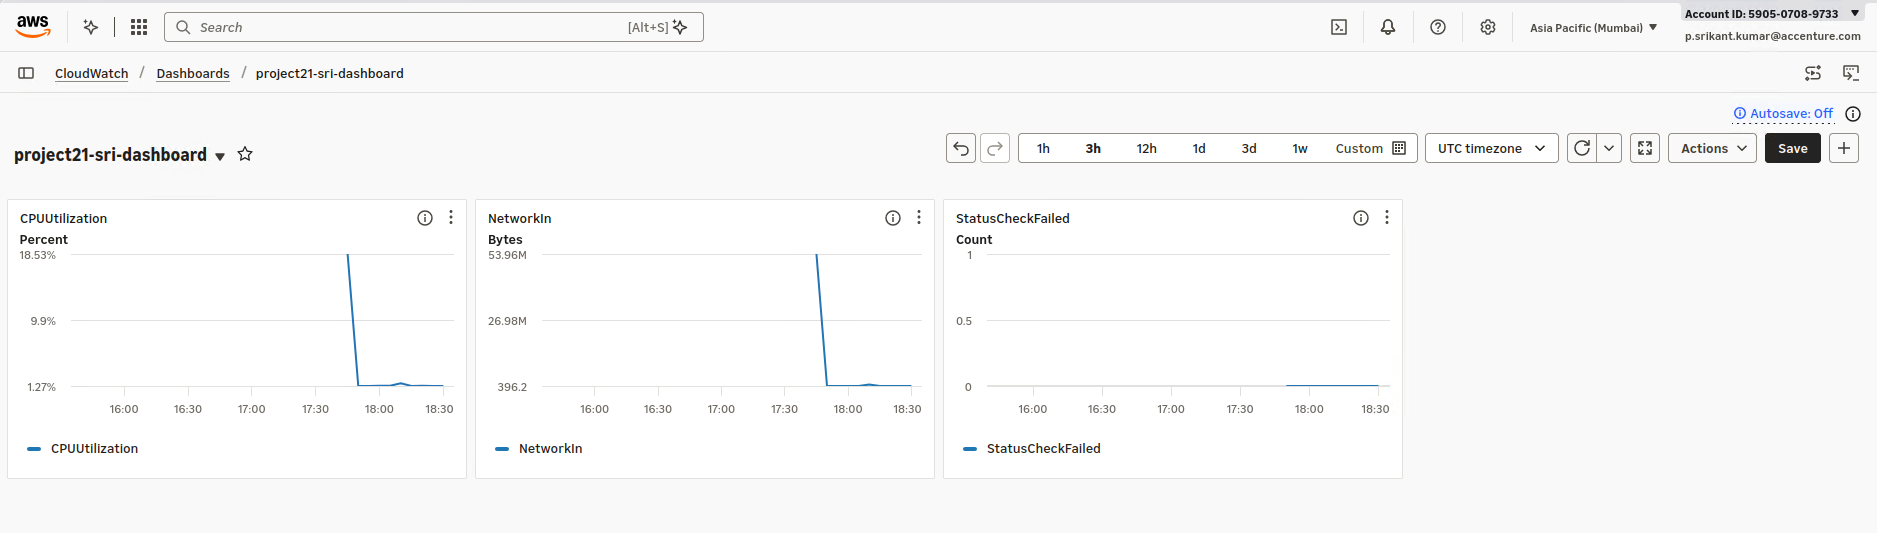 aws
Search [Alt+S]
Asia Pacific (Mumbai)
Account ID: 5905-0708-9733
p.srikant.kumar@accenture.com
CloudWatch / Dashboards / project21-sri-dashboard
Autosave: Off
project21-sri-dashboard
1h 3h 12h 1d 3d 1w Custom UTC timezone Actions Save
CPUUtilization
Percent
18.53%
9.9%
1.27%
16:00 16:30 17:00 17:30 18:00 18:30
CPUUtilization
NetworkIn
Bytes
53.96M
26.98M
396.2
16:00 16:30 17:00 17:30 18:00 18:30
NetworkIn
StatusCheckFailed
Count
1
0.5
0
16:00 16:30 17:00 17:30 18:00 18:30
StatusCheckFailed